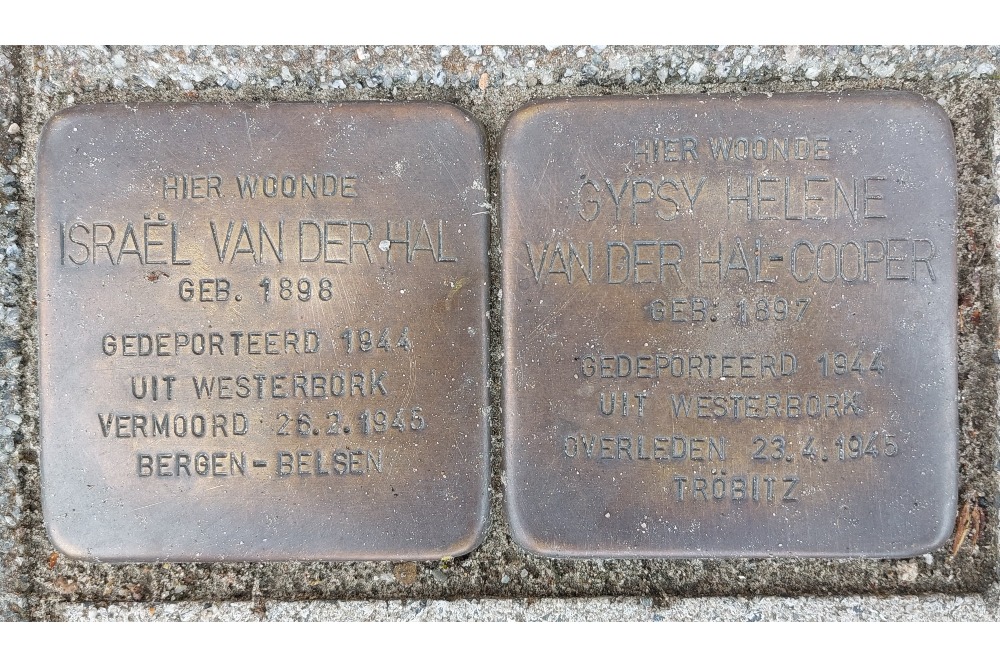 HIER WOONDE
ISRAËL VAN DER HAL
GEB. 1898
GEDEPORTEERD 1944
UIT WESTERBORK
VERMOORD 26.2.1945
BERGEN-BELSEN
HIER WOONDE
GYPSY HELENE
VAN DER HAL-COOPER
GEB. 1897
GEDEPORTEERD 1944
UIT WESTERBORK
OVERLEDEN 23.4.1945
TRÖBITZ